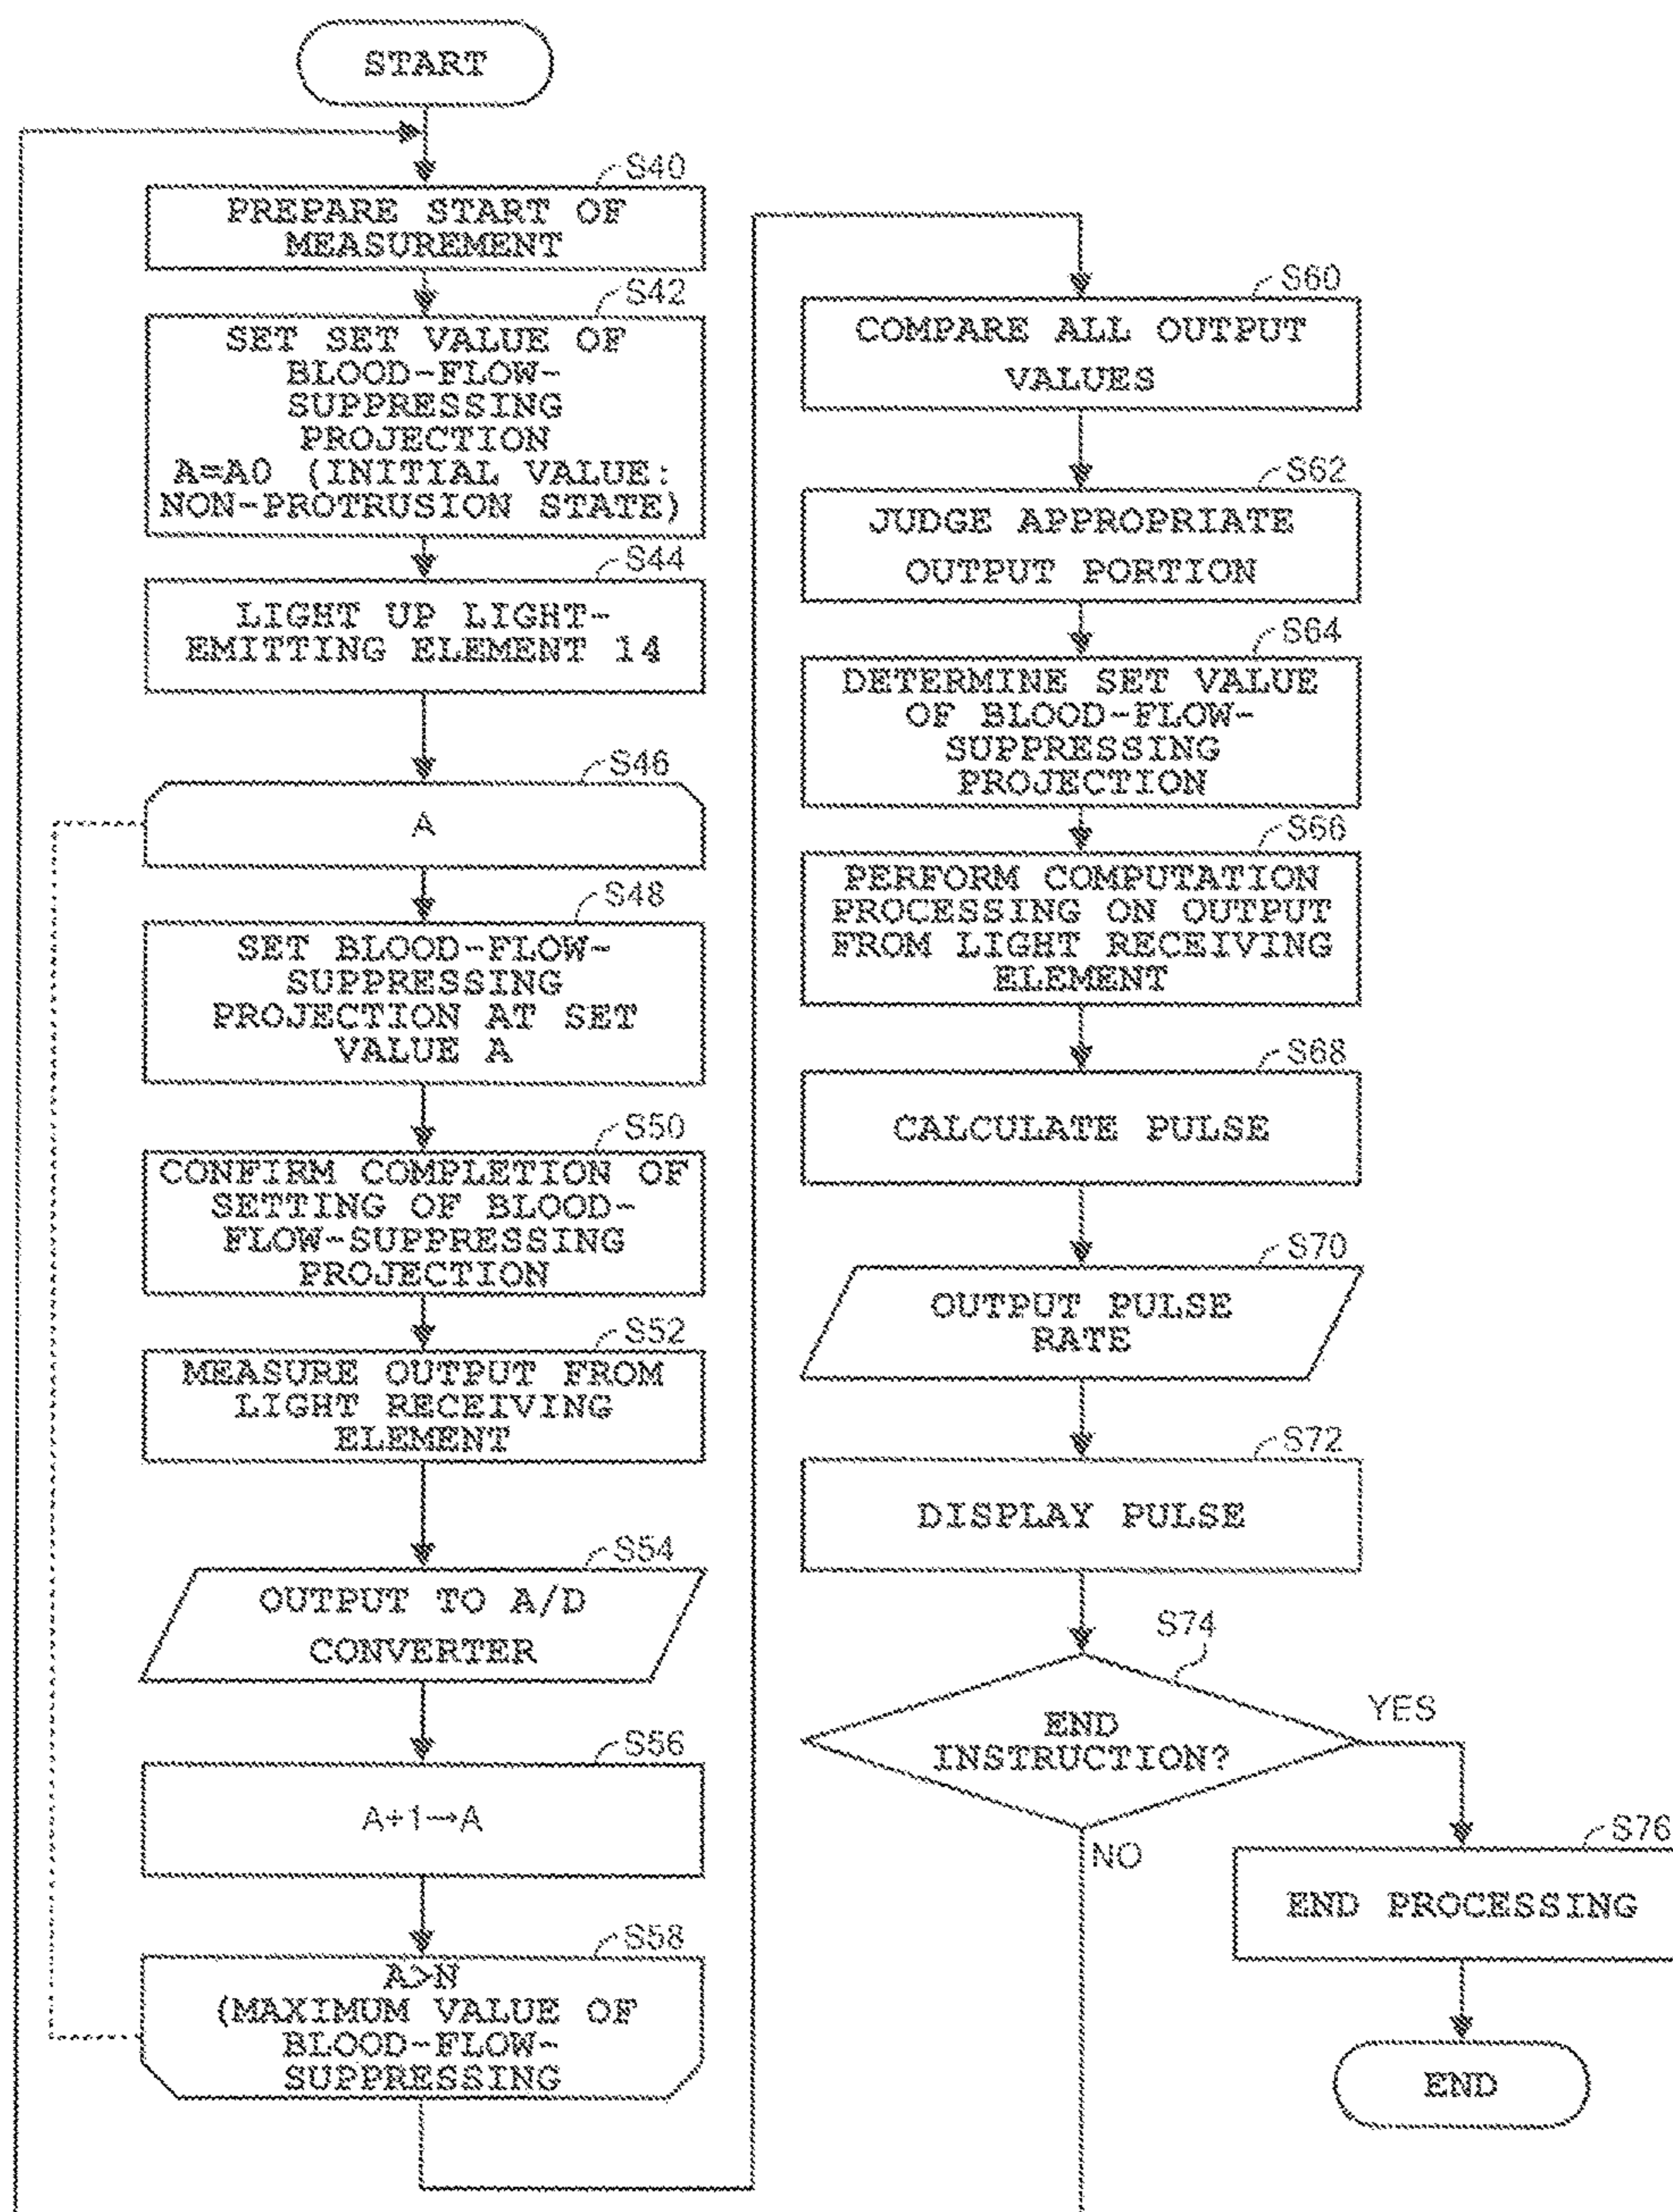 START
S40
PREPARE START OF
MEASUREMENT
S42
SET SET VALUE OF
BLOOD-FLOW-
SUPPRESSING
PROJECTION
A=A0 (INITIAL VALUE:
NON-PROTRUSION STATE)
S44
LIGHT UP LIGHT-
EMITTING ELEMENT 14
S46
A
S48
SET BLOOD-FLOW-
SUPPRESSING
PROJECTION AT SET
VALUE A
S50
CONFIRM COMPLETION OF
SETTING OF BLOOD-
FLOW-SUPPRESSING
PROJECTION
S52
MEASURE OUTPUT FROM
LIGHT RECEIVING
ELEMENT
S54
OUTPUT TO A/D
CONVERTER
S56
A+1→A
S58
A>N
(MAXIMUM VALUE OF
BLOOD-FLOW-
SUPPRESSING
S60
COMPARE ALL OUTPUT
VALUES
S62
JUDGE APPROPRIATE
OUTPUT PORTION
S64
DETERMINE SET VALUE
OF BLOOD-FLOW-
SUPPRESSING
PROJECTION
S66
PERFORM COMPUTATION
PROCESSING ON OUTPUT
FROM LIGHT RECEIVING
ELEMENT
S68
CALCULATE PULSE
S70
OUTPUT PULSE
RATE
S72
DISPLAY PULSE
S74
END
INSTRUCTION?
YES
NO
S76
END PROCESSING
END